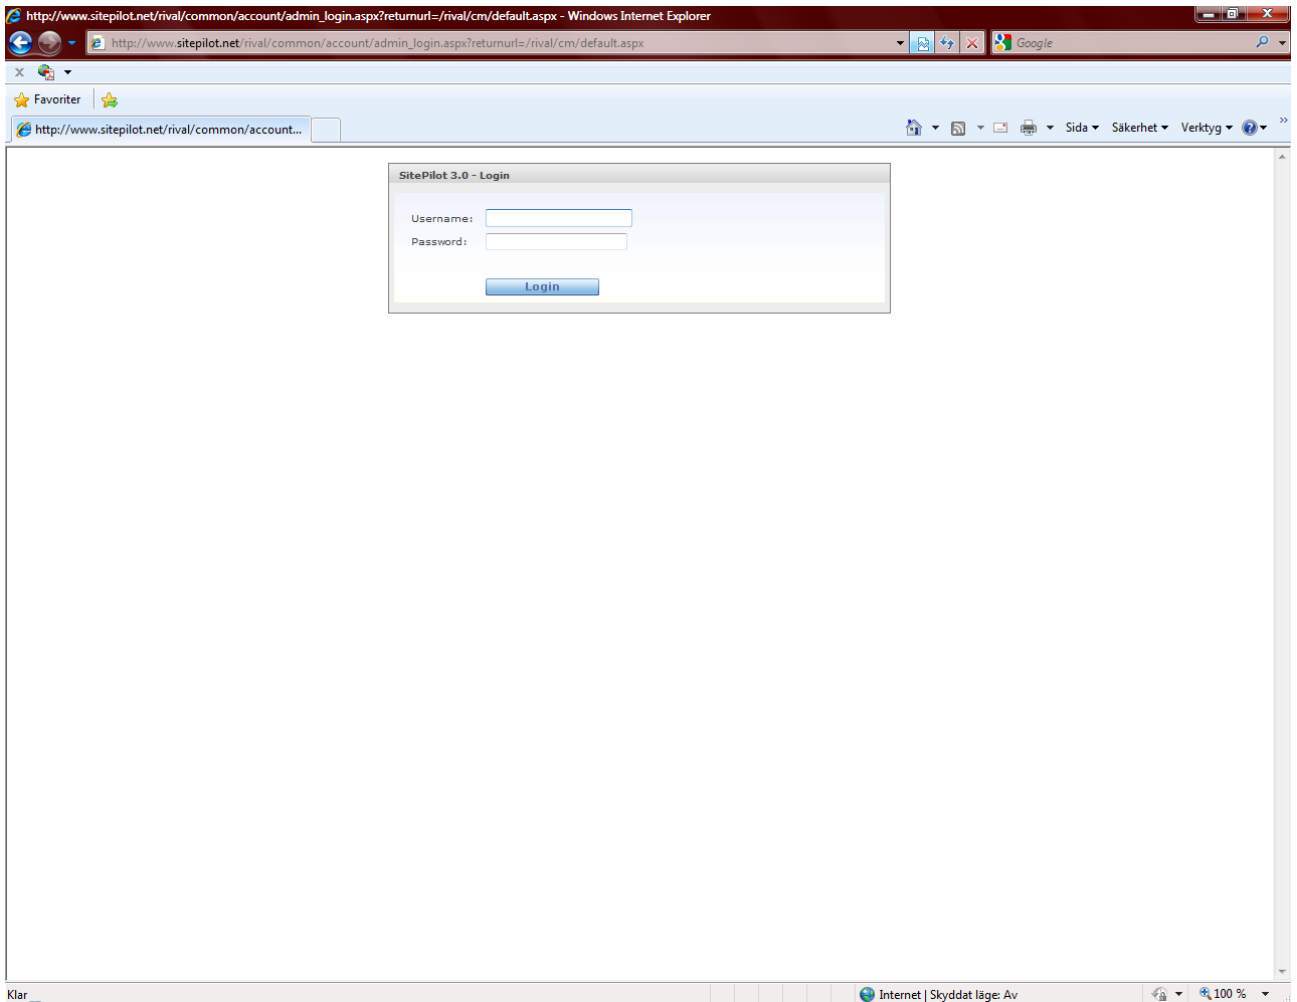 http://www.sitepilot.net/rival/common/account/admin_login.aspx?returnurl=/rival/cm/default.aspx - Windows Internet Explorer
http://www.sitepilot.net/rival/common/account/admin_login.aspx?returnurl=/rival/cm/default.aspx Google
x
Favoriter
http://www.sitepilot.net/rival/common/account... Sida Säkerhet Verktyg »
SitePilot 3.0 - Login
Username:
Password:
Login
Klar Internet | Skyddat läge: Av 100 %